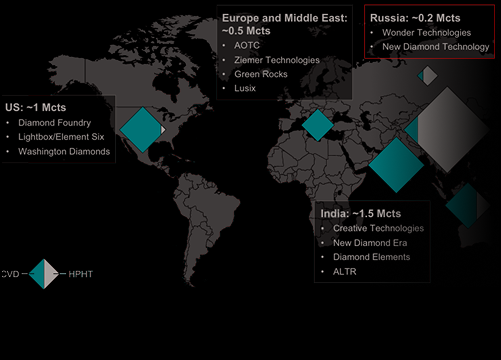 Europe and Middle East:
~0.5 Mcts
• AOTC
• Ziemer Technologies
• Green Rocks
• Lusix
Russia: ~0.2 Mcts
• Wonder Technologies
• New Diamond Technology
US: ~1 Mcts
• Diamond Foundry
• Lightbox/Element Six
• Washington Diamonds
India: ~1.5 Mcts
• Creative Technologies
• New Diamond Era
• Diamond Elements
• ALTR
CVD
HPHT